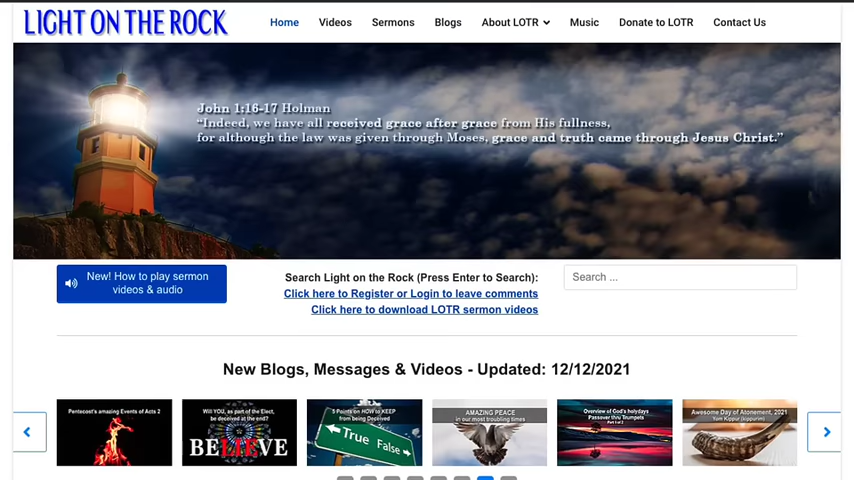 LIGHT ON THE ROCK
Home Videos Sermons Blogs About LOTR Music Donate to LOTR Contact Us
John 1:16-17 Holman
“Indeed, we have all received grace after grace from His fullness,
for although the law was given through Moses, grace and truth came through Jesus Christ.”
New! How to play sermon
videos & audio
Search Light on the Rock (Press Enter to Search):
Click here to Register or Login to leave comments
Click here to download LOTR sermon videos
Search ...
New Blogs, Messages & Videos - Updated: 12/12/2021
Pentecost's amazing Events of Acts 2
Will YOU, as part of the Elect,
be deceived at the end?
BELIEVE
5 Points on HOW to KEEP
from being Deceived
True False
AMAZING PEACE
in our most troubling times
Overview of God's holydays
Passover thru Trumpets
Part 1 of 2
Awesome Day of Atonement, 2021
Yom Kippur (kippurim)